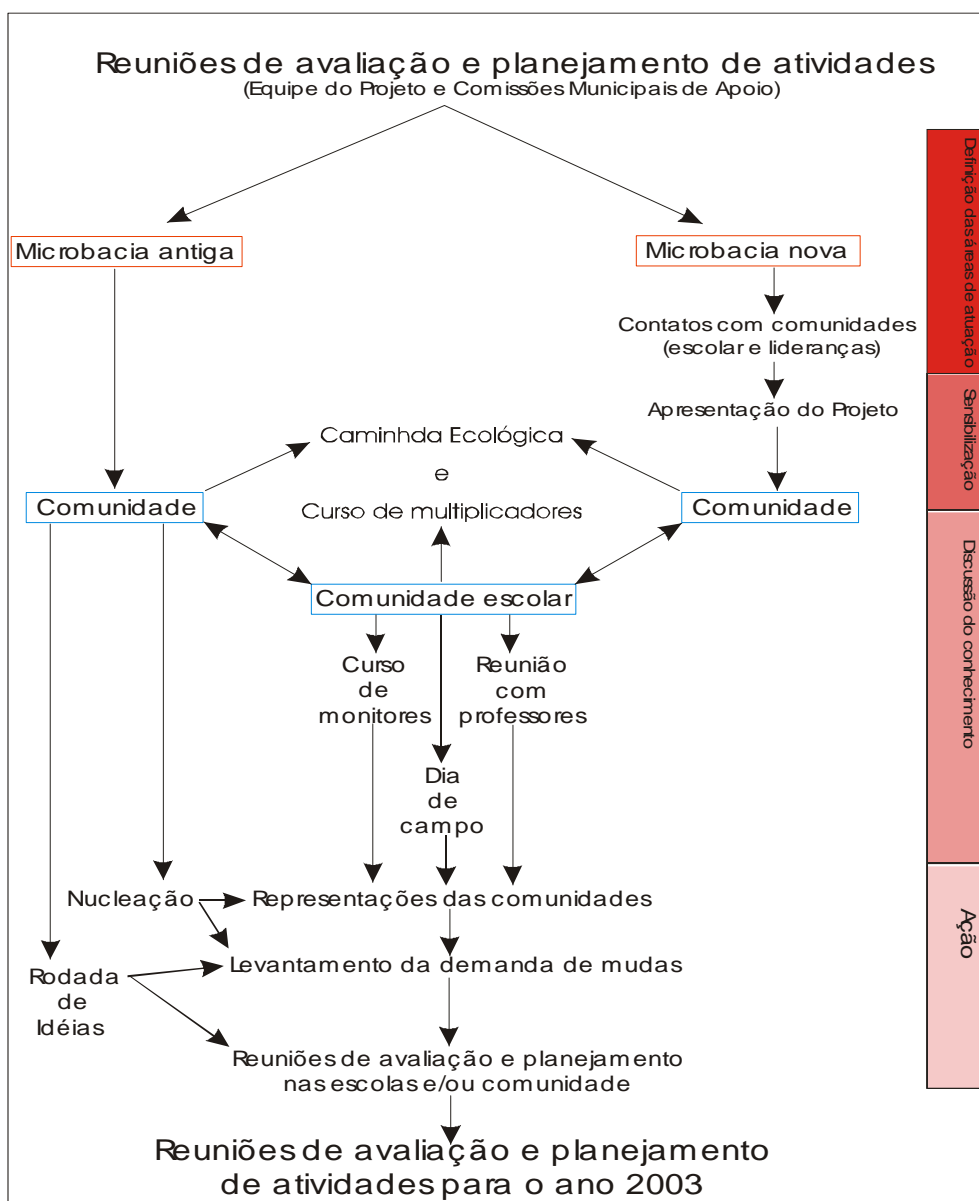 Reuniões de avaliação e planejamento de atividades
(Equipe do Projeto e Comissões Municipais de Apoio)
Definição das áreas de atuação
Microbacia antiga
Microbacia nova
Contatos com comunidades
(escolar e lideranças)
Sensibilização
Apresentação do Projeto
Caminhda Ecológica
e
Curso de multiplicadores
Comunidade
Comunidade
Discussão do conhecimento
Comunidade escolar
Curso
de
monitores
Reunião
com
professores
Dia
de
campo
Ação
Nucleação
Representações das comunidades
Levantamento da demanda de mudas
Rodada
de
Idéias
Reuniões de avaliação e planejamento
nas escolas e/ou comunidade
Reuniões de avaliação e planejamento
de atividades para o ano 2003